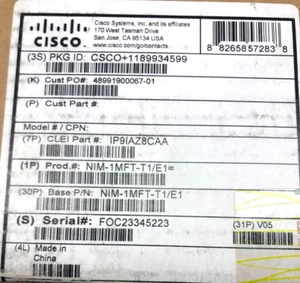 CISCO
Cisco Systems, Inc. and its affiliates
170 West Tasman Drive
San Jose, CA 95134 USA
www.cisco.com/go/contacts
8 8265857283 8
(3S) PKG ID: CSCO+1189934599
(K) Cust PO#: 48991900067-01
(P) Cust Part #:
Model # / CPN:
(7P) CLEI Part #: IP9IAZ8CAA
(1P) Prod.#: NIM-1MFT-T1/E1=
(30P) Base P/N: NIM-1MFT-T1/E1
(S) Serial#: FOC23345223
(31P) V05
(4L) Made in
China